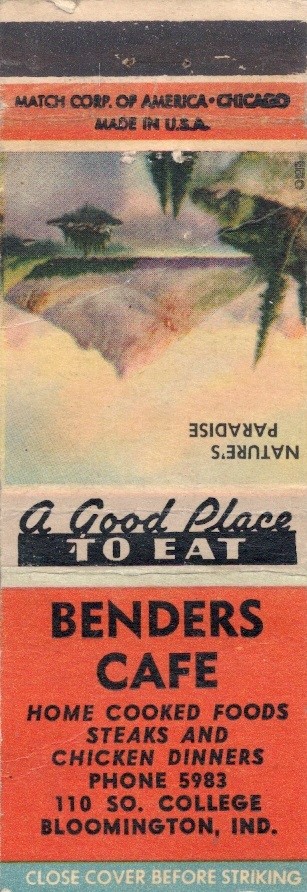 MATCH CORP. OF AMERICA • CHICAGO
MADE IN U.S.A.
NATURE'S
PARADISE
A Good Place
TO EAT
BENDERS
CAFE
HOME COOKED FOODS
STEAKS AND
CHICKEN DINNERS
PHONE 5983
110 SO. COLLEGE
BLOOMINGTON, IND.
CLOSE COVER BEFORE STRIKING